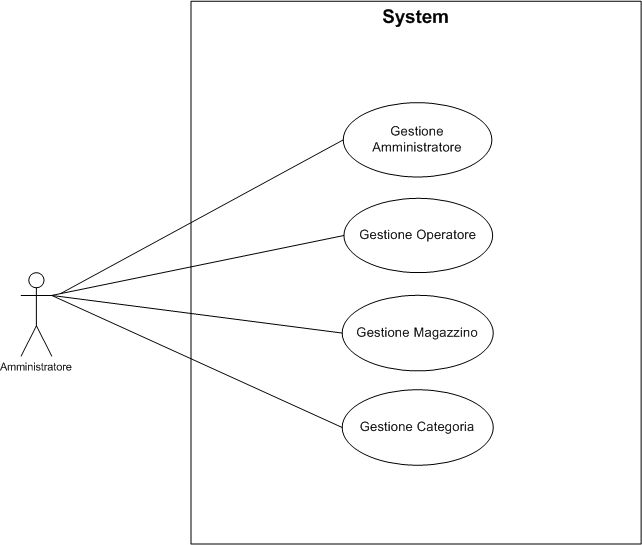 System
Gestione
Amministratore
Gestione Operatore
Gestione Magazzino
Amministratore
Gestione Categoria